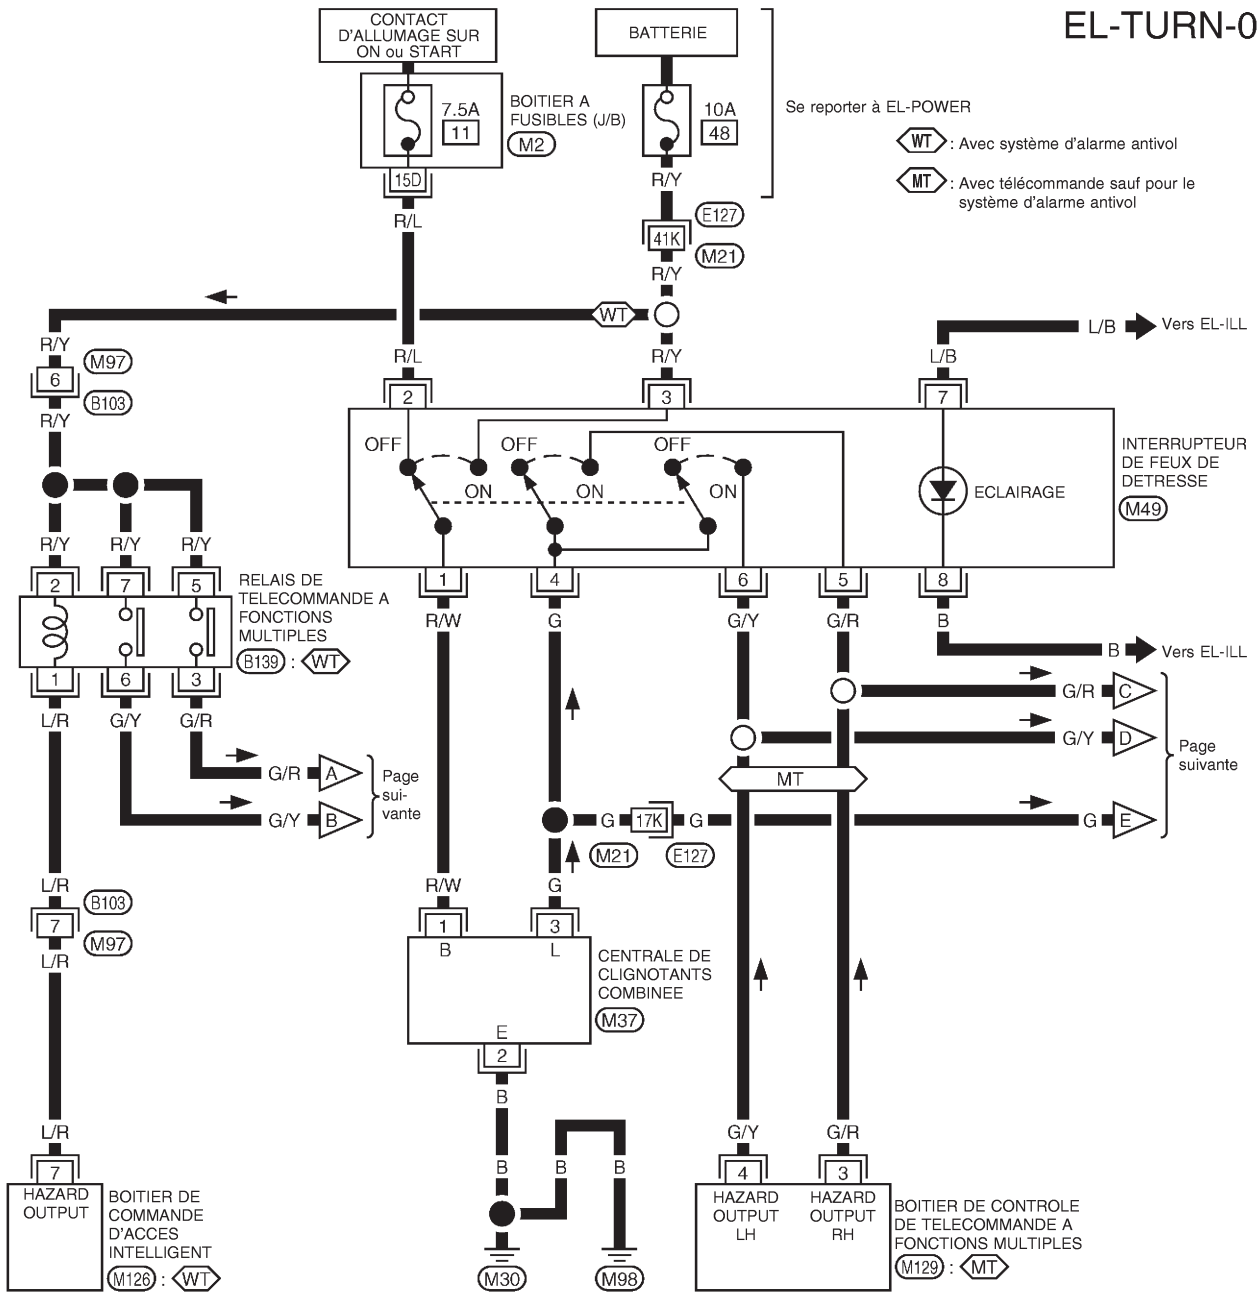 EL-TURN-0
CONTACT
D'ALLUMAGE SUR
ON ou START
BATTERIE
7.5A
11
BOITIER A
FUSIBLES (J/B)
M2
10A
48
Se reporter à EL-POWER
WT : Avec système d'alarme antivol
MT : Avec télécommande sauf pour le
système d'alarme antivol
15D
R/L
R/Y
E127
41K
M21
R/Y
WT
R/Y
M97
6
B103
R/Y
R/L
R/Y
L/B
L/B
Vers EL-ILL
2
3
7
OFF
ON
OFF
ON
OFF
ON
ECLAIRAGE
INTERRUPTEUR
DE FEUX DE
DETRESSE
M49
R/Y
R/Y
R/Y
2
7
5
RELAIS DE
TELECOMMANDE A
FONCTIONS
MULTIPLES
B139 : WT
1
6
3
L/R
G/Y
G/R
1
4
6
5
8
R/W
G
G/Y
G/R
B
B
Vers EL-ILL
G/R
C
G/Y
D
Page
suivante
MT
G/R
A
G/Y
B
Page
sui-
vante
G
17K
G
G
E
M21
E127
L/R
B103
7
M97
L/R
R/W
G
1
3
B
L
CENTRALE DE
CLIGNOTANTS
COMBINEE
M37
E
2
B
B
B
B
M30
M98
L/R
7
HAZARD
OUTPUT
BOITIER DE
COMMANDE
D'ACCES
INTELLIGENT
M126 : WT
G/Y
G/R
4
3
HAZARD
OUTPUT
LH
HAZARD
OUTPUT
RH
BOITIER DE CONTROLE
DE TELECOMMANDE A
FONCTIONS MULTIPLES
M129 : MT